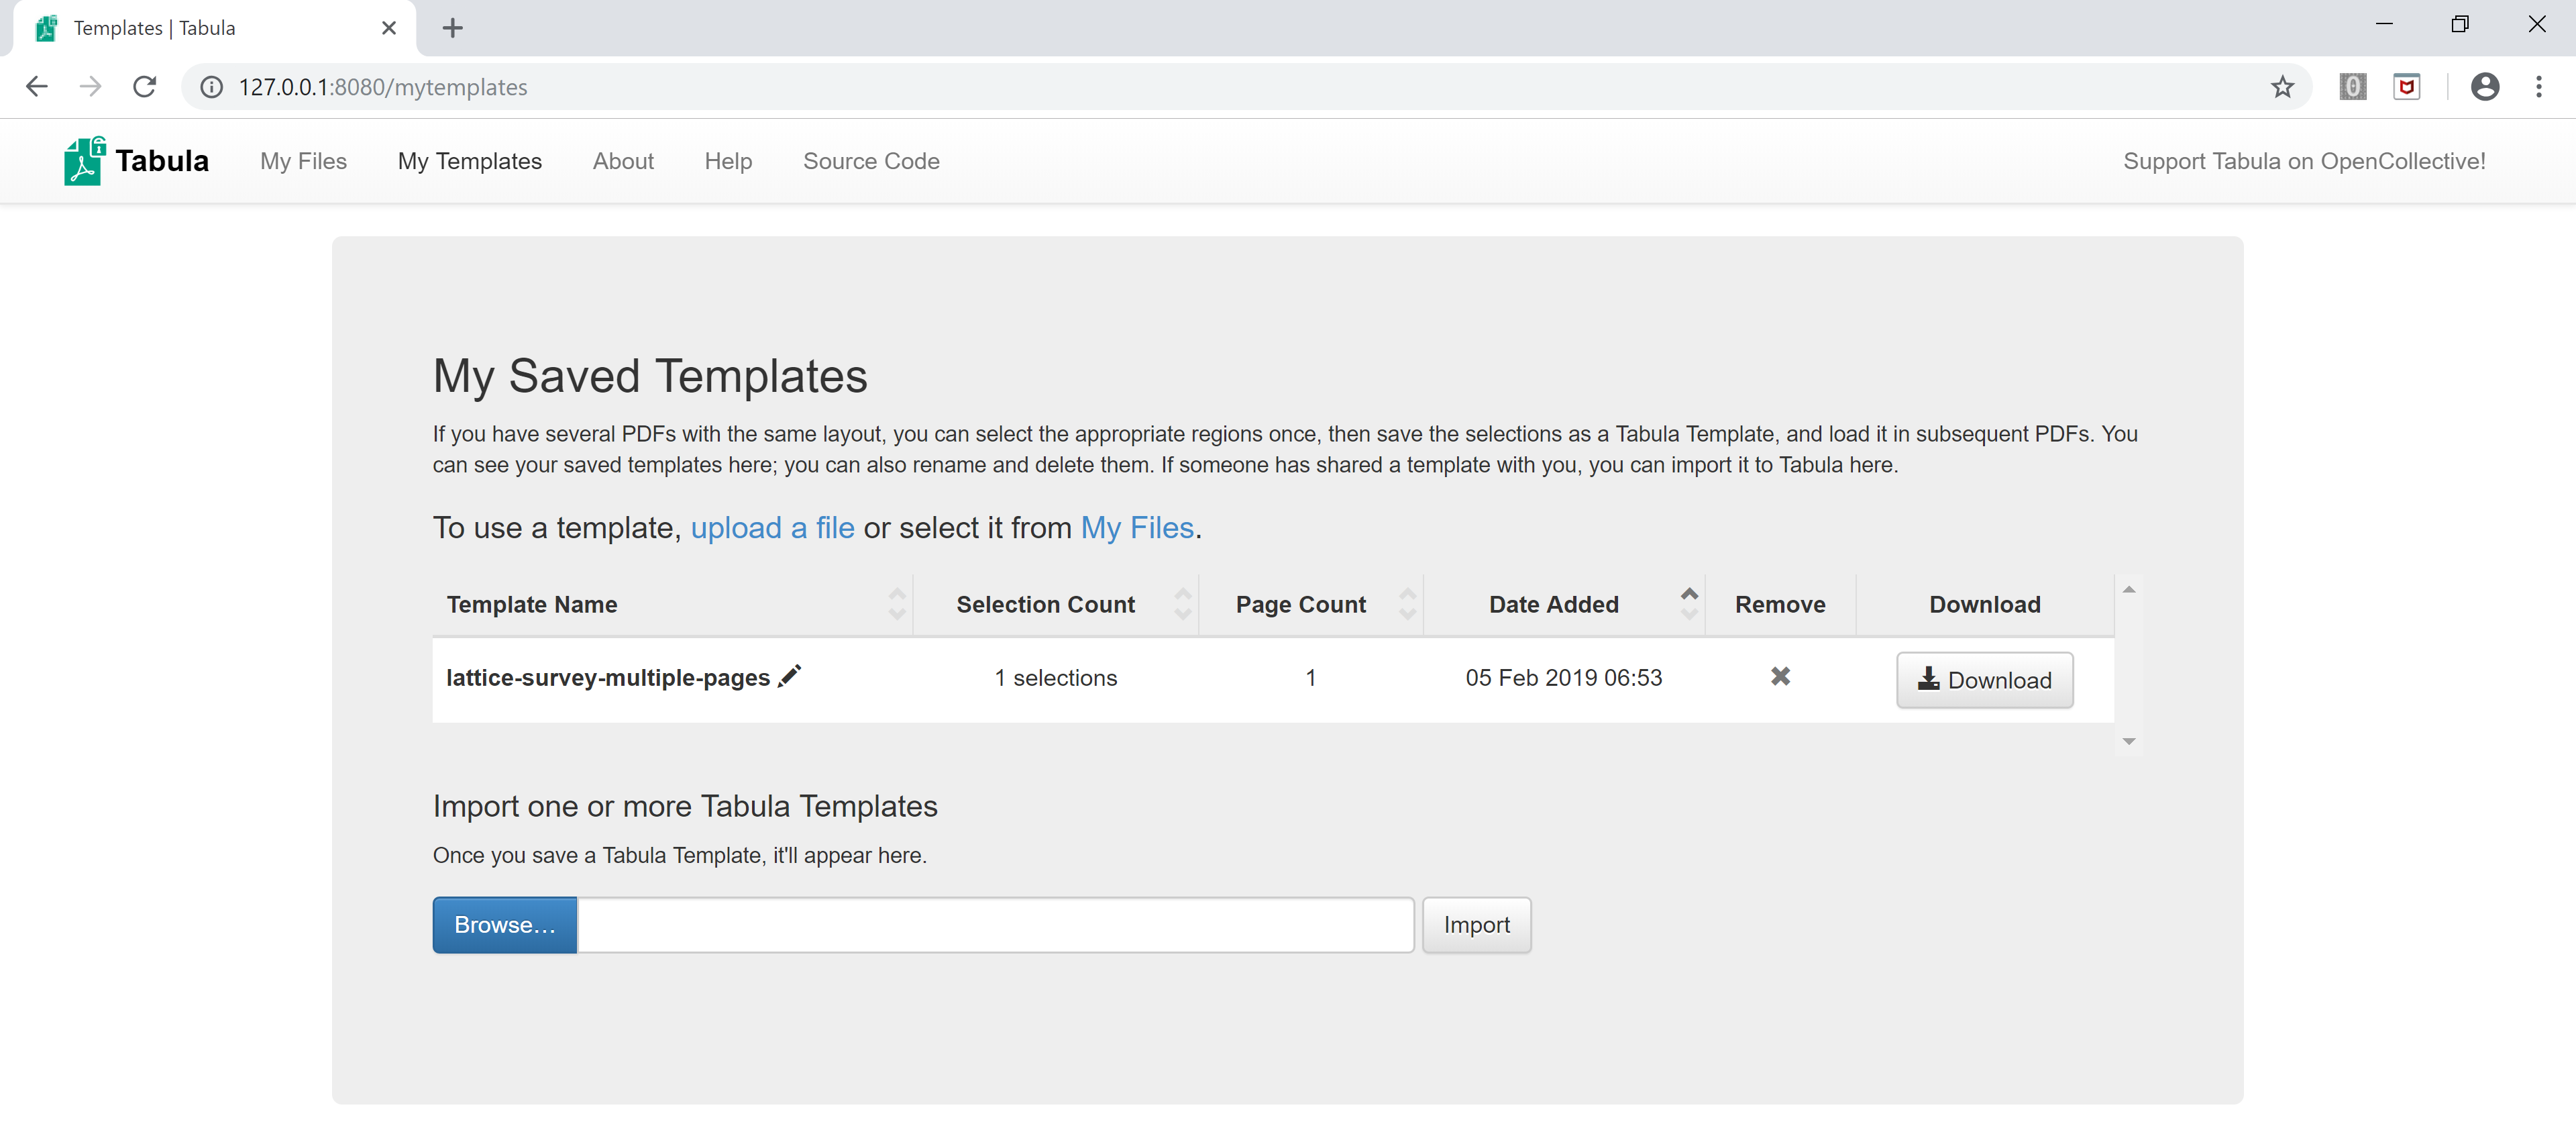 Templates | Tabula
127.0.0.1:8080/mytemplates
Tabula My Files My Templates About Help Source Code Support Tabula on OpenCollective!
My Saved Templates
If you have several PDFs with the same layout, you can select the appropriate regions once, then save the selections as a Tabula Template, and load it in subsequent PDFs. You
can see your saved templates here; you can also rename and delete them. If someone has shared a template with you, you can import it to Tabula here.
To use a template, upload a file or select it from My Files.
Template Name Selection Count Page Count Date Added Remove Download
lattice-survey-multiple-pages 1 selections 1 05 Feb 2019 06:53 Download
Import one or more Tabula Templates
Once you save a Tabula Template, it'll appear here.
Browse... Import